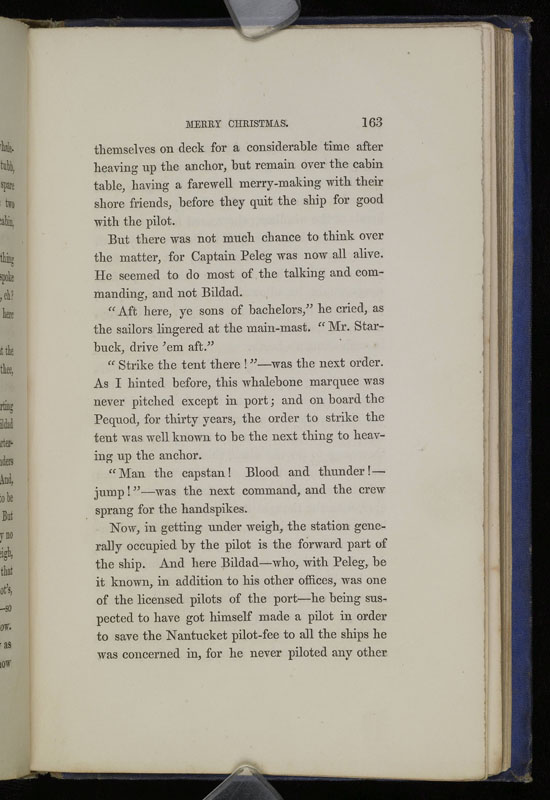 MERRY CHRISTMAS. 163
themselves on deck for a considerable time after
heaving up the anchor, but remain over the cabin
table, having a farewell merry-making with their
shore friends, before they quit the ship for good
with the pilot.
But there was not much chance to think over
the matter, for Captain Peleg was now all alive.
He seemed to do most of the talking and com-
manding, and not Bildad.
“Aft here, ye sons of bachelors,” he cried, as
the sailors lingered at the main-mast. “Mr. Star-
buck, drive ’em aft.”
“Strike the tent there!”—was the next order.
As I hinted before, this whalebone marquee was
never pitched except in port; and on board the
Pequod, for thirty years, the order to strike the
tent was well known to be the next thing to heav-
ing up the anchor.
“Man the capstan! Blood and thunder!—
jump!”—was the next command, and the crew
sprang for the handspikes.
Now, in getting under weigh, the station gene-
rally occupied by the pilot is the forward part of
the ship. And here Bildad—who, with Peleg, be
it known, in addition to his other offices, was one
of the licensed pilots of the port—he being sus-
pected to have got himself made a pilot in order
to save the Nantucket pilot-fee to all the ships he
was concerned in, for he never piloted any other